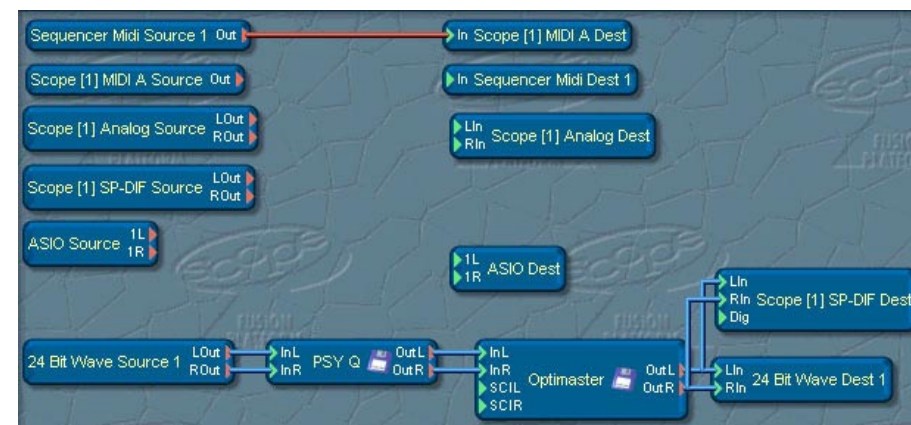 Sequencer Midi Source 1 Out
In Scope [1] MIDI A Dest
Scope [1] MIDI A Source Out
In Sequencer Midi Dest 1
Scope [1] Analog Source LOut
ROut
LIn
RIn Scope [1] Analog Dest
Scope [1] SP-DIF Source LOut
ROut
ASIO Source 1L
1R
1L
1R ASIO Dest
LIn
RIn Scope [1] SP-DIF Dest
Dig
24 Bit Wave Source 1 LOut
ROut
InL
InR PSY Q OutL
OutR
InL
InR
SCIL
SCIR
Optimaster OutL
OutR
LIn
RIn 24 Bit Wave Dest 1
scope
FUSION
PLATFORM